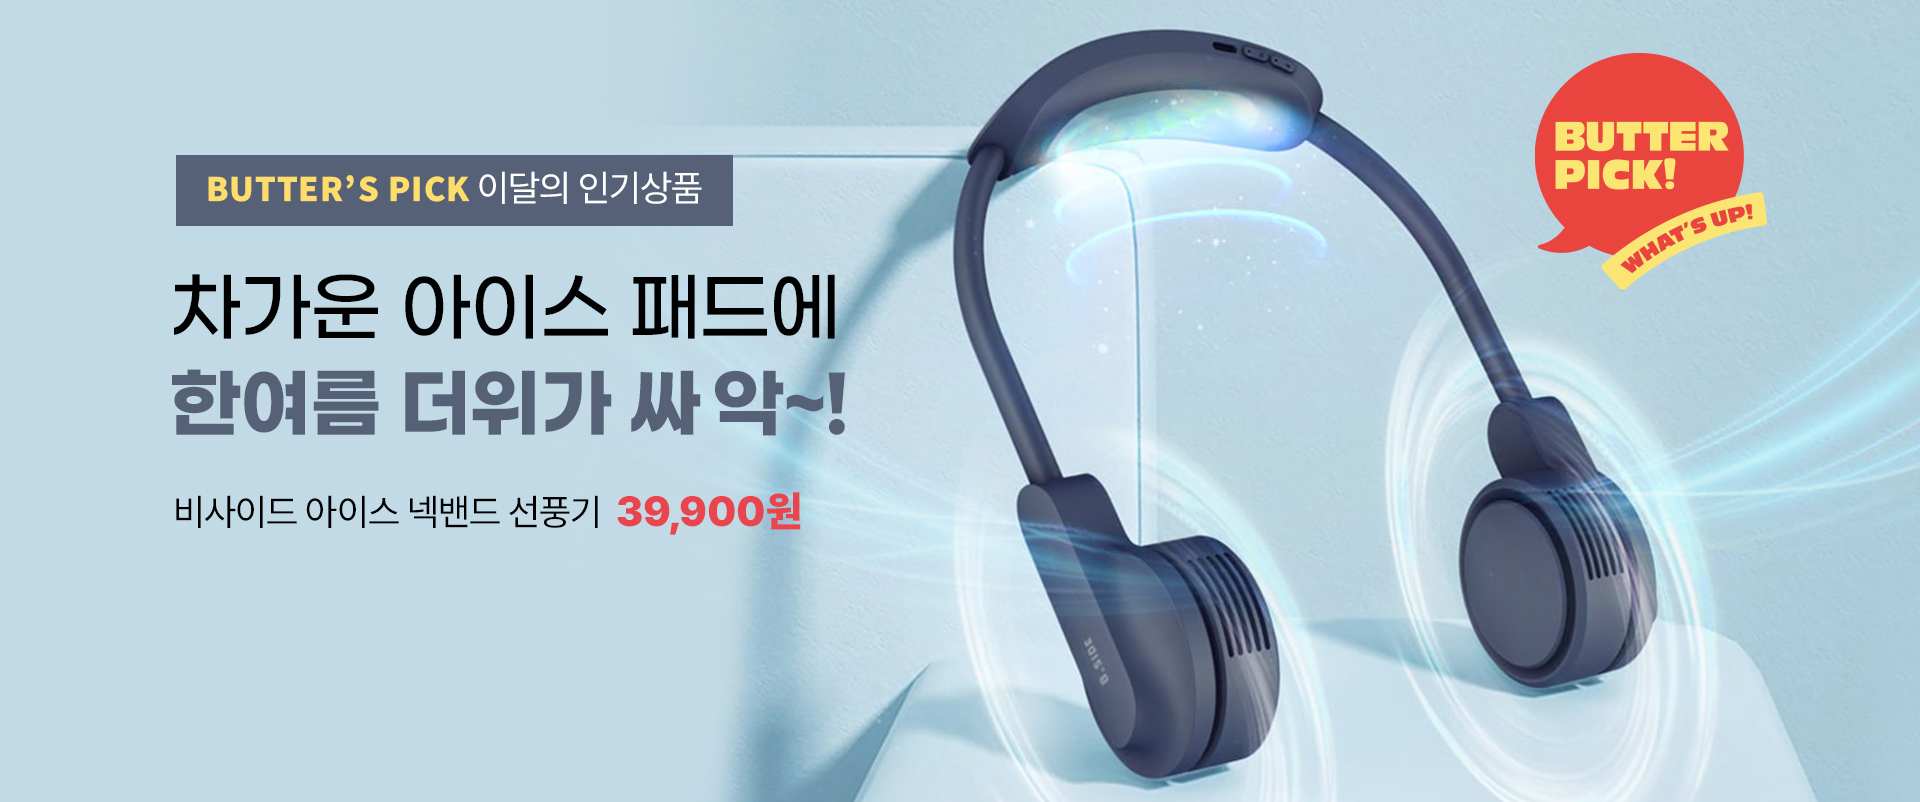 BUTTER'S PICK 이달의 인기상품
차가운 아이스 패드에
한여름 더위가 싸악~!
비사이드 아이스 넥밴드 선풍기 39,900원
BUTTER
PICK!
WHAT'S UP!
B.SIDE